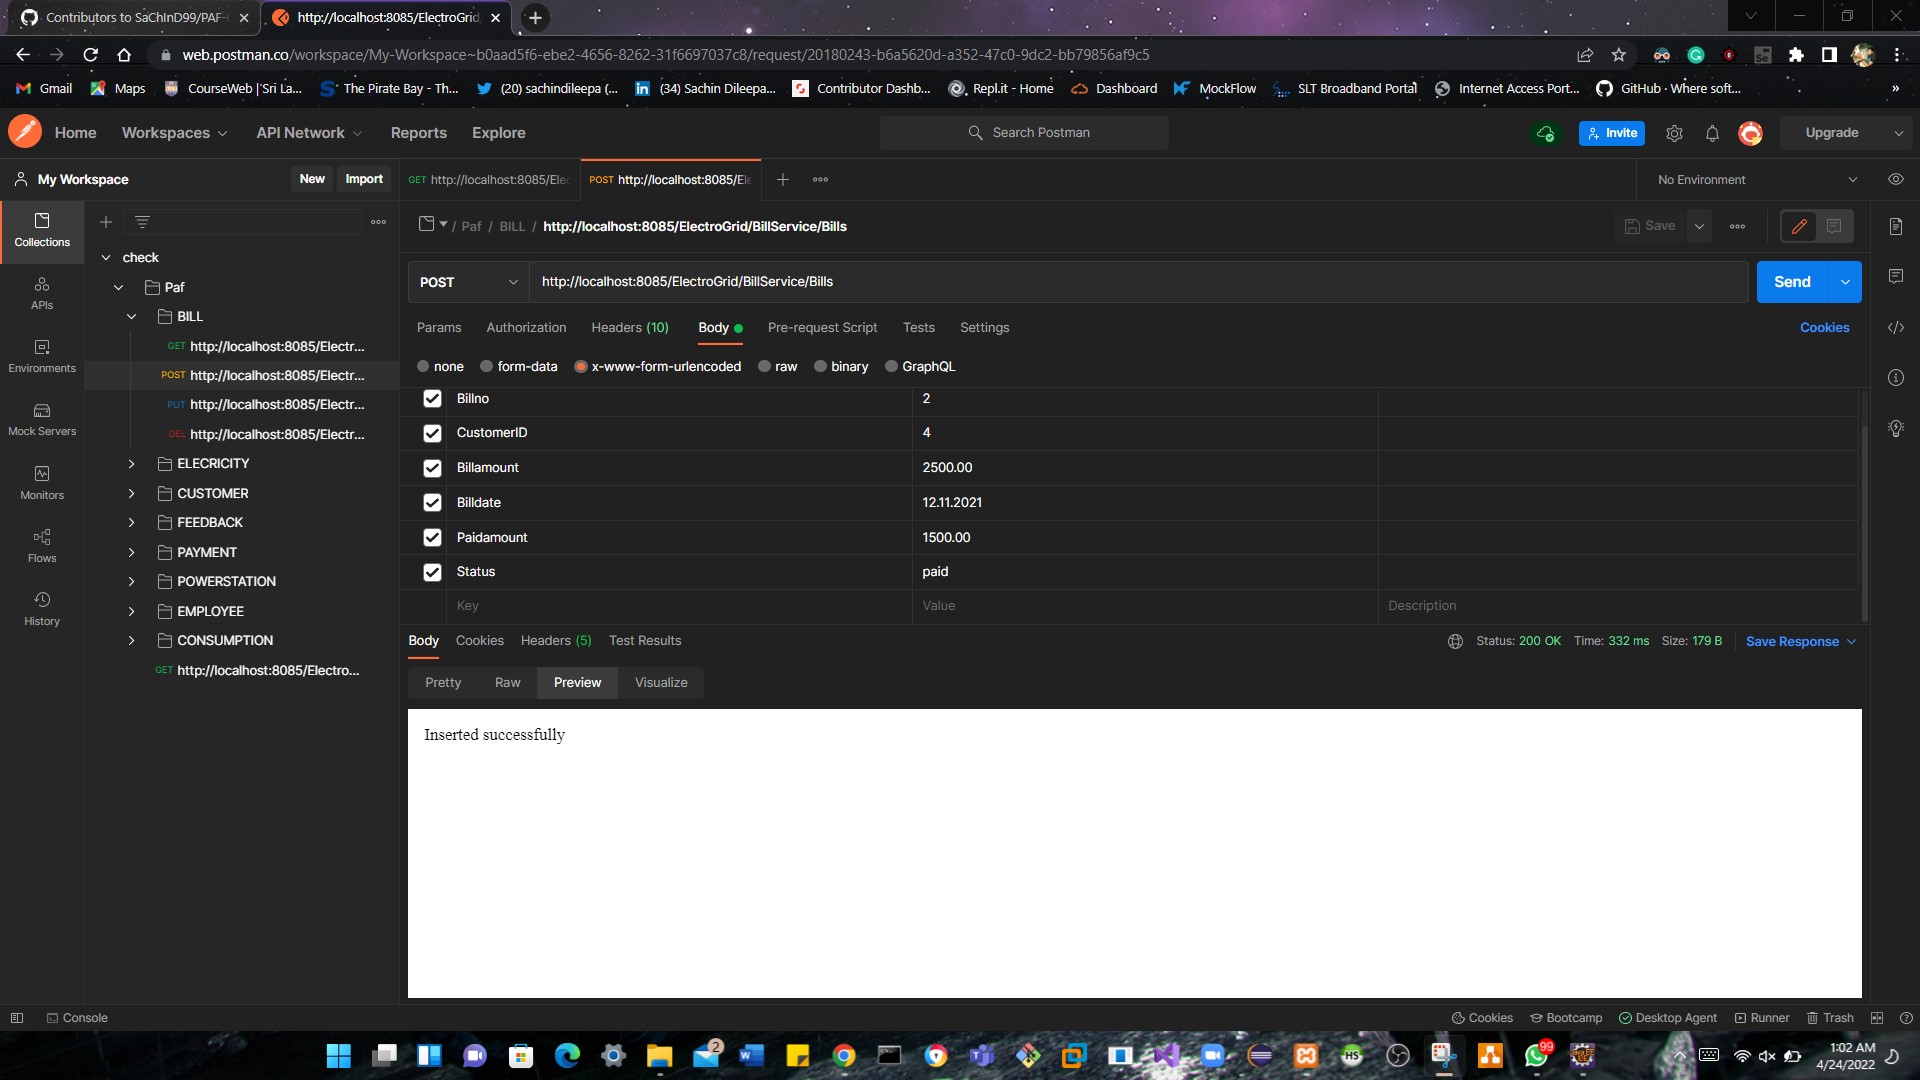 Contributors to SaChInD99/PAF-
http://localhost:8085/ElectroGrid
web.postman.co/workspace/My-Workspace~b0aad5f6-ebe2-4656-8262-31f6697037c8/request/20180243-b6a5620d-a352-47c0-9dc2-bb79856af9c5
Gmail Maps CourseWeb | Sri La... The Pirate Bay - Th... (20) sachindileepa (... (34) Sachin Dileepa... Contributor Dashb... Repl.it - Home Dashboard MockFlow SLT Broadband Portal Internet Access Port... GitHub · Where soft... »
Home Workspaces API Network Reports Explore Search Postman Invite Upgrade
My Workspace New Import GET http://localhost:8085/Elec POST http://localhost:8085/Ele No Environment
Collections
APIs
Environments
Mock Servers
Monitors
Flows
History
check
Paf
BILL
GET http://localhost:8085/Electr...
POST http://localhost:8085/Electr...
PUT http://localhost:8085/Electr...
DEL http://localhost:8085/Electr...
ELECRICITY
CUSTOMER
FEEDBACK
PAYMENT
POWERSTATION
EMPLOYEE
CONSUMPTION
GET http://localhost:8085/Electro...
/ Paf / BILL / http://localhost:8085/ElectroGrid/BillService/Bills Save
POST http://localhost:8085/ElectroGrid/BillService/Bills Send
Params Authorization Headers (10) Body Pre-request Script Tests Settings Cookies
none form-data x-www-form-urlencoded raw binary GraphQL
Billno 2
CustomerID 4
Billamount 2500.00
Billdate 12.11.2021
Paidamount 1500.00
Status paid
Key Value Description
Body Cookies Headers (5) Test Results Status: 200 OK Time: 332 ms Size: 179 B Save Response
Pretty Raw Preview Visualize
Inserted successfully
Console Cookies Bootcamp Desktop Agent Runner Trash
2
HS
99
1:02 AM
4/24/2022